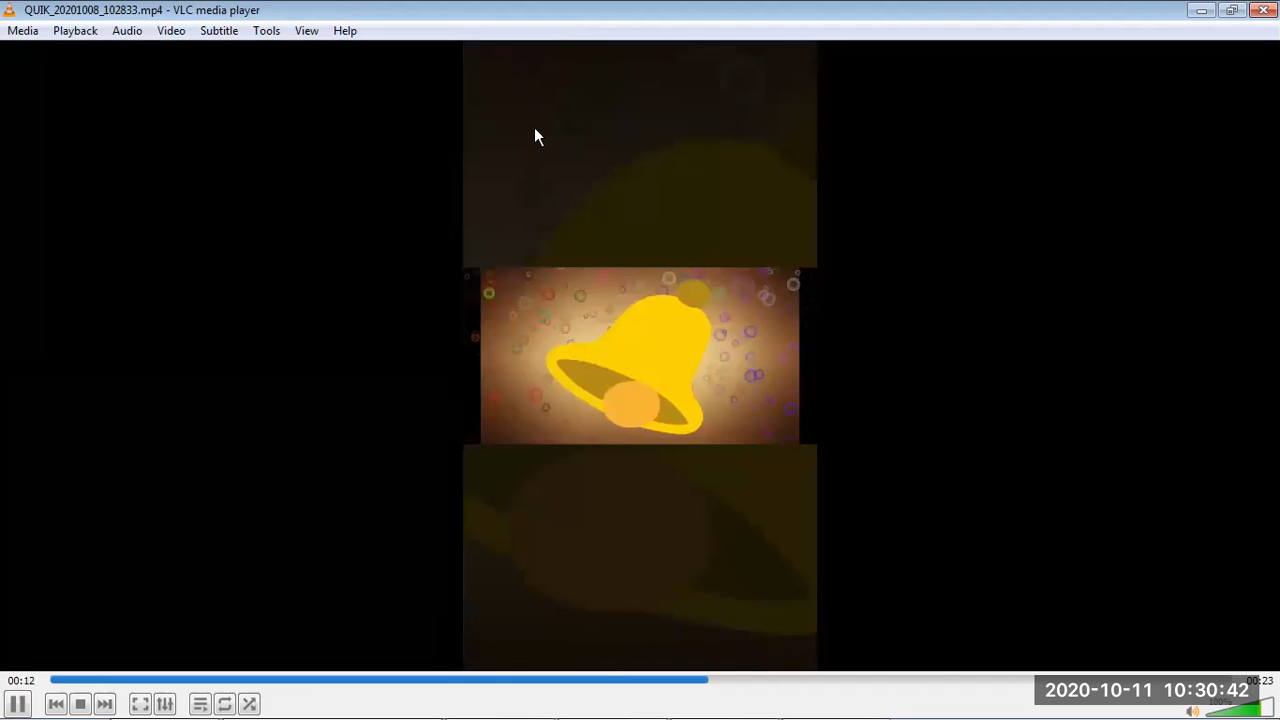 QUIK_20201008_102833.mp4 - VLC media player
Media Playback Audio Video Subtitle Tools View Help
00:12
00:23
2020-10-11 10:30:42
100%